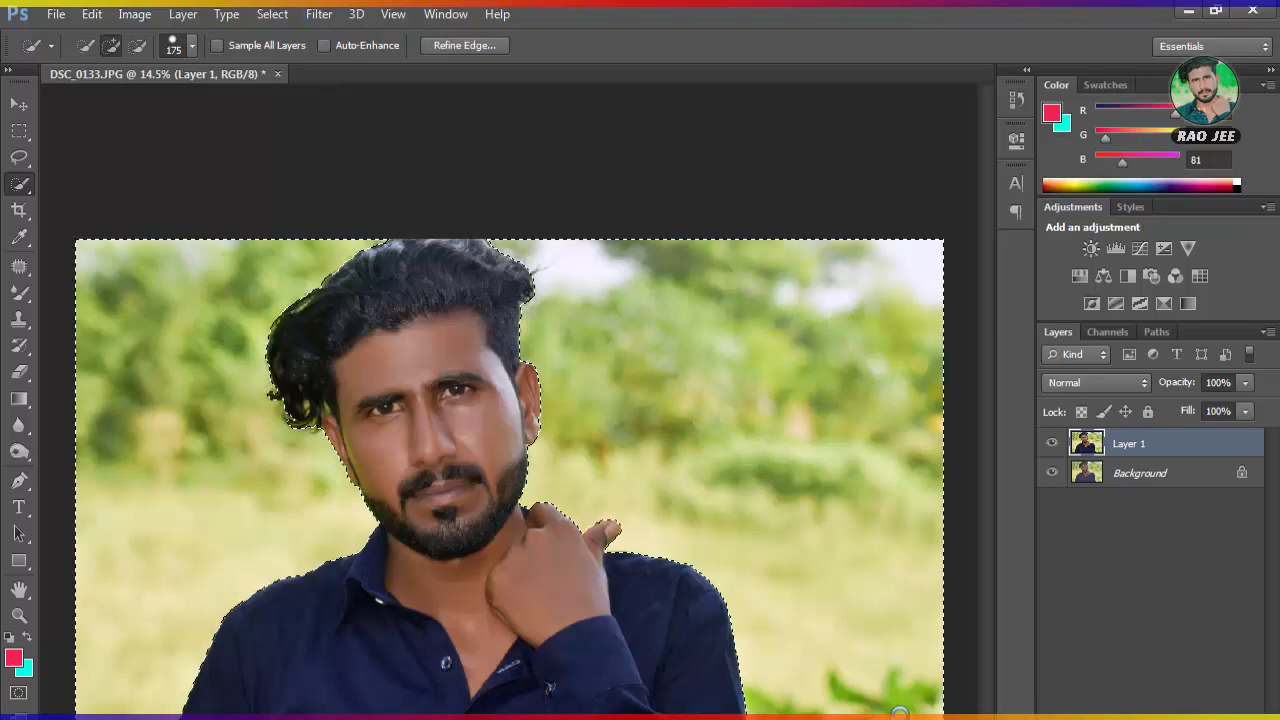 Ps File Edit Image Layer Type Select Filter 3D View Window Help
175 Sample All Layers Auto-Enhance Refine Edge... Essentials
DSC_0133.JPG @ 14.5% (Layer 1, RGB/8) * ×
Color Swatches
R
G
RAO JEE
B 81
Adjustments Styles
Add an adjustment
Layers Channels Paths
Kind
Normal Opacity: 100%
Lock: Fill: 100%
Layer 1
Background